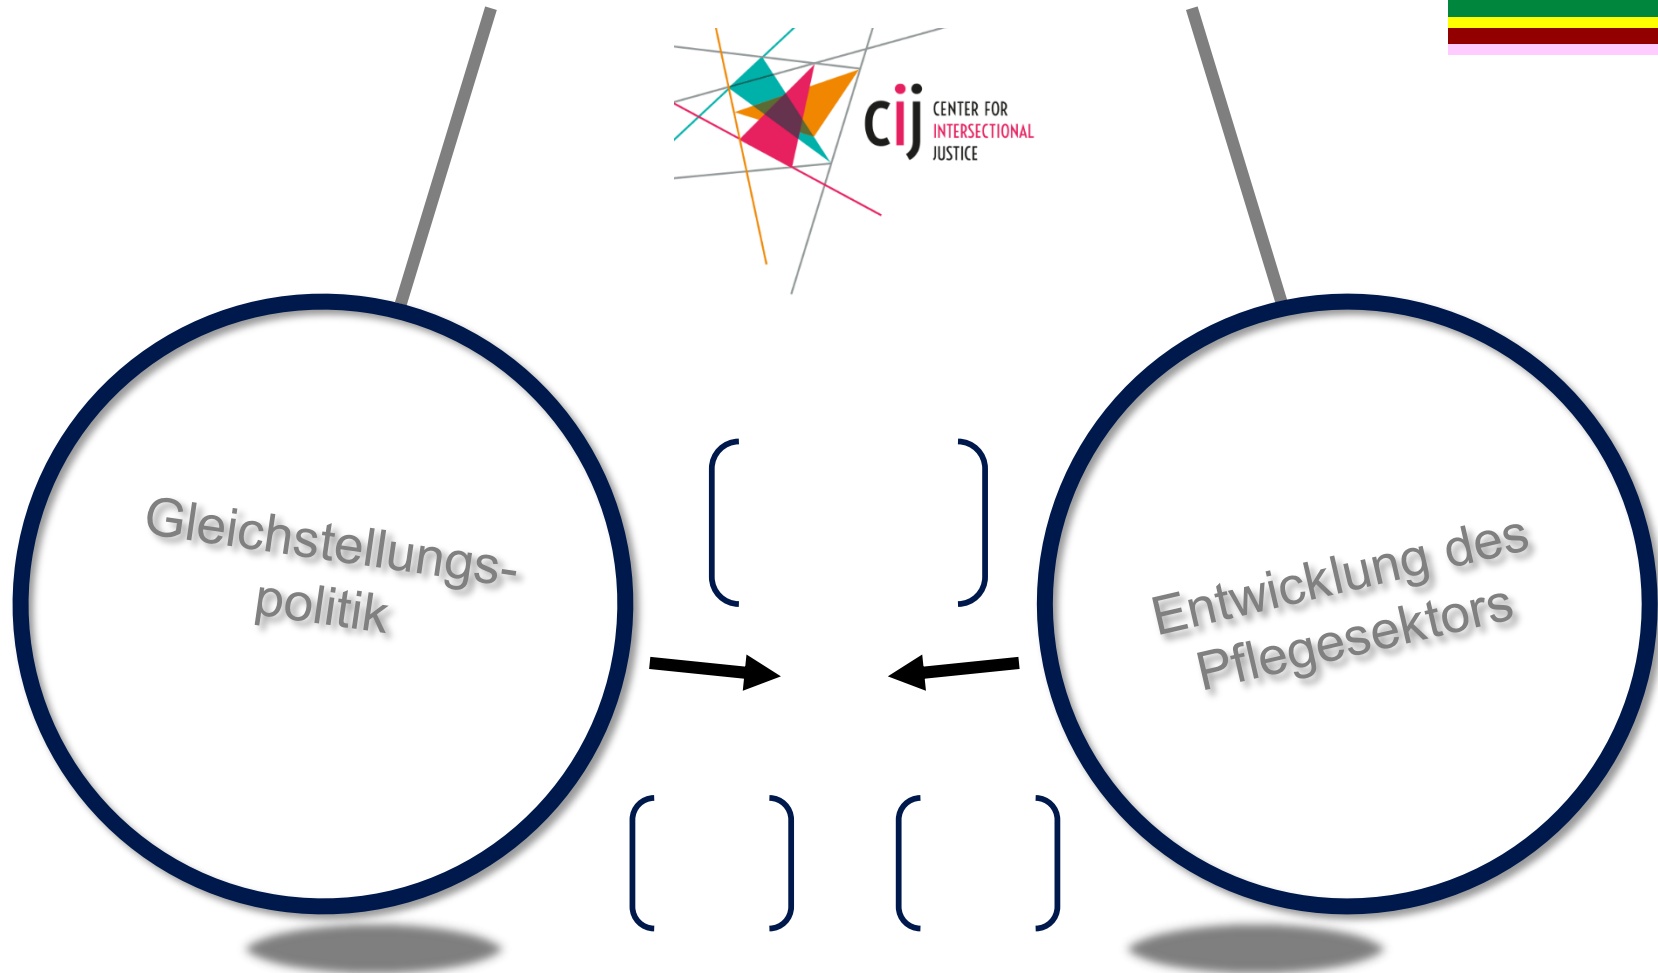 cij
CENTER FOR
INTERSECTIONAL
JUSTICE
Gleichstellungs-
politik
Entwicklung des
Pflegesektors